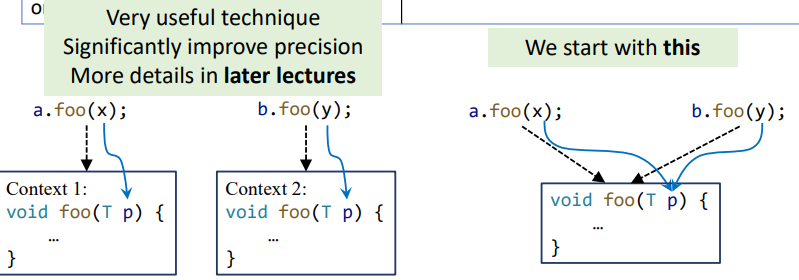 Very useful technique
Significantly improve precision
More details in later lectures
We start with this
a.foo(x);
b.foo(y);
a.foo(x);
b.foo(y);
Context 1:
void foo(T p) {
…
}
Context 2:
void foo(T p) {
…
}
void foo(T p) {
…
}